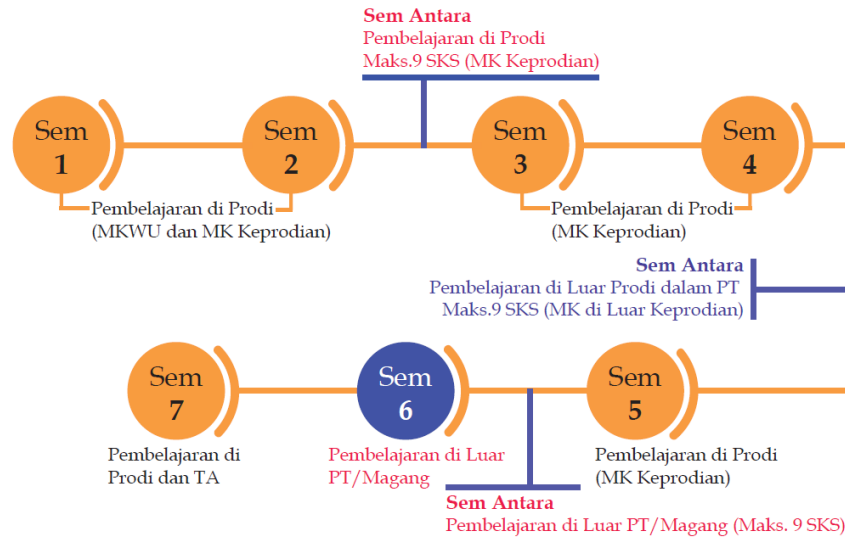 Sem Antara
Pembelajaran di Prodi
Maks.9 SKS (MK Keprodian)
Sem
1
Sem
2
Sem
3
Sem
4
Pembelajaran di Prodi
(MKWU dan MK Keprodian)
Pembelajaran di Prodi
(MK Keprodian)
Sem Antara
Pembelajaran di Luar Prodi dalam PT
Maks.9 SKS (MK di Luar Keprodian)
Sem
7
Sem
6
Sem
5
Pembelajaran di
Prodi dan TA
Pembelajaran di Luar
PT/Magang
Pembelajaran di Prodi
(MK Keprodian)
Sem Antara
Pembelajaran di Luar PT/Magang (Maks. 9 SKS)